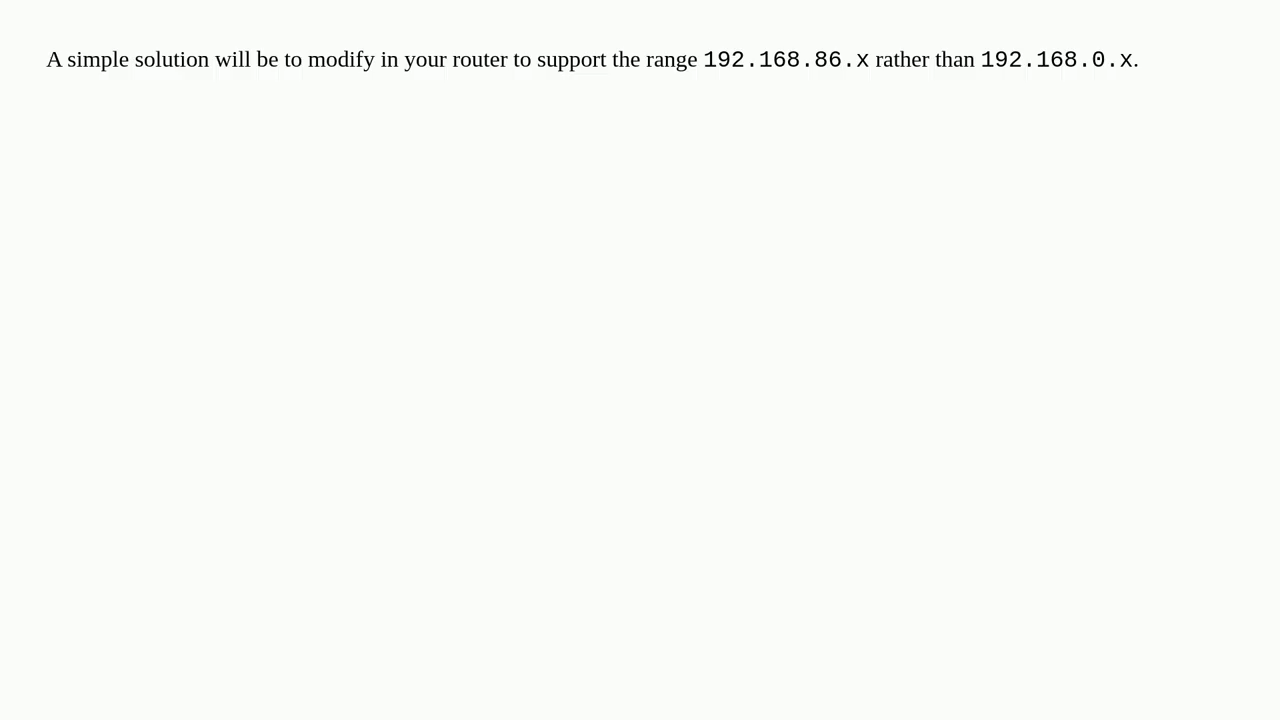 A simple solution will be to modify in your router to support the range 192.168.86.x rather than 192.168.0.x.